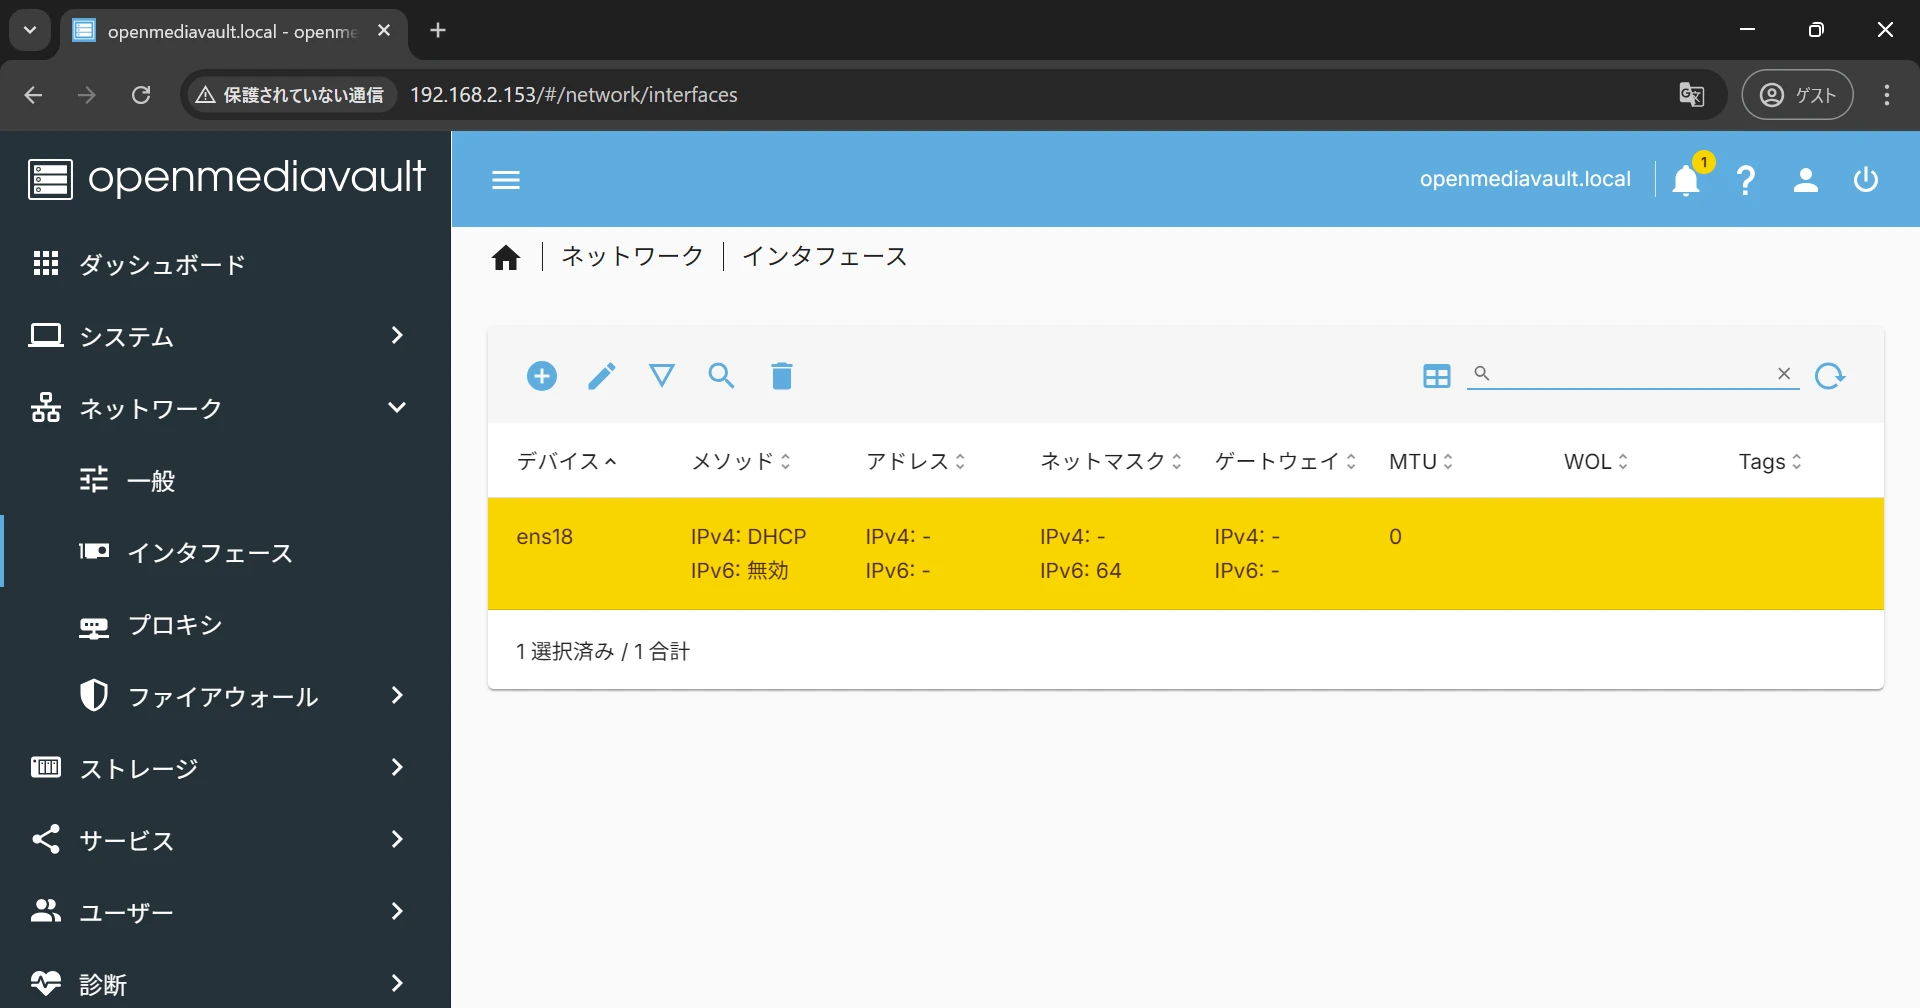 openmediavault.local - openme
保護されていない通信
192.168.2.153/#/network/interfaces
ゲスト
openmediavault
openmediavault.local
1
ダッシュボード
システム
ネットワーク
一般
インタフェース
プロキシ
ファイアウォール
ストレージ
サービス
ユーザー
診断
ネットワーク
インタフェース
デバイス メソッド アドレス ネットマスク ゲートウェイ MTU WOL Tags
ens18 IPv4: DHCP IPv4: - IPv4: - IPv4: - 0
IPv6: 無効 IPv6: - IPv6: 64 IPv6: -
1 選択済み / 1 合計